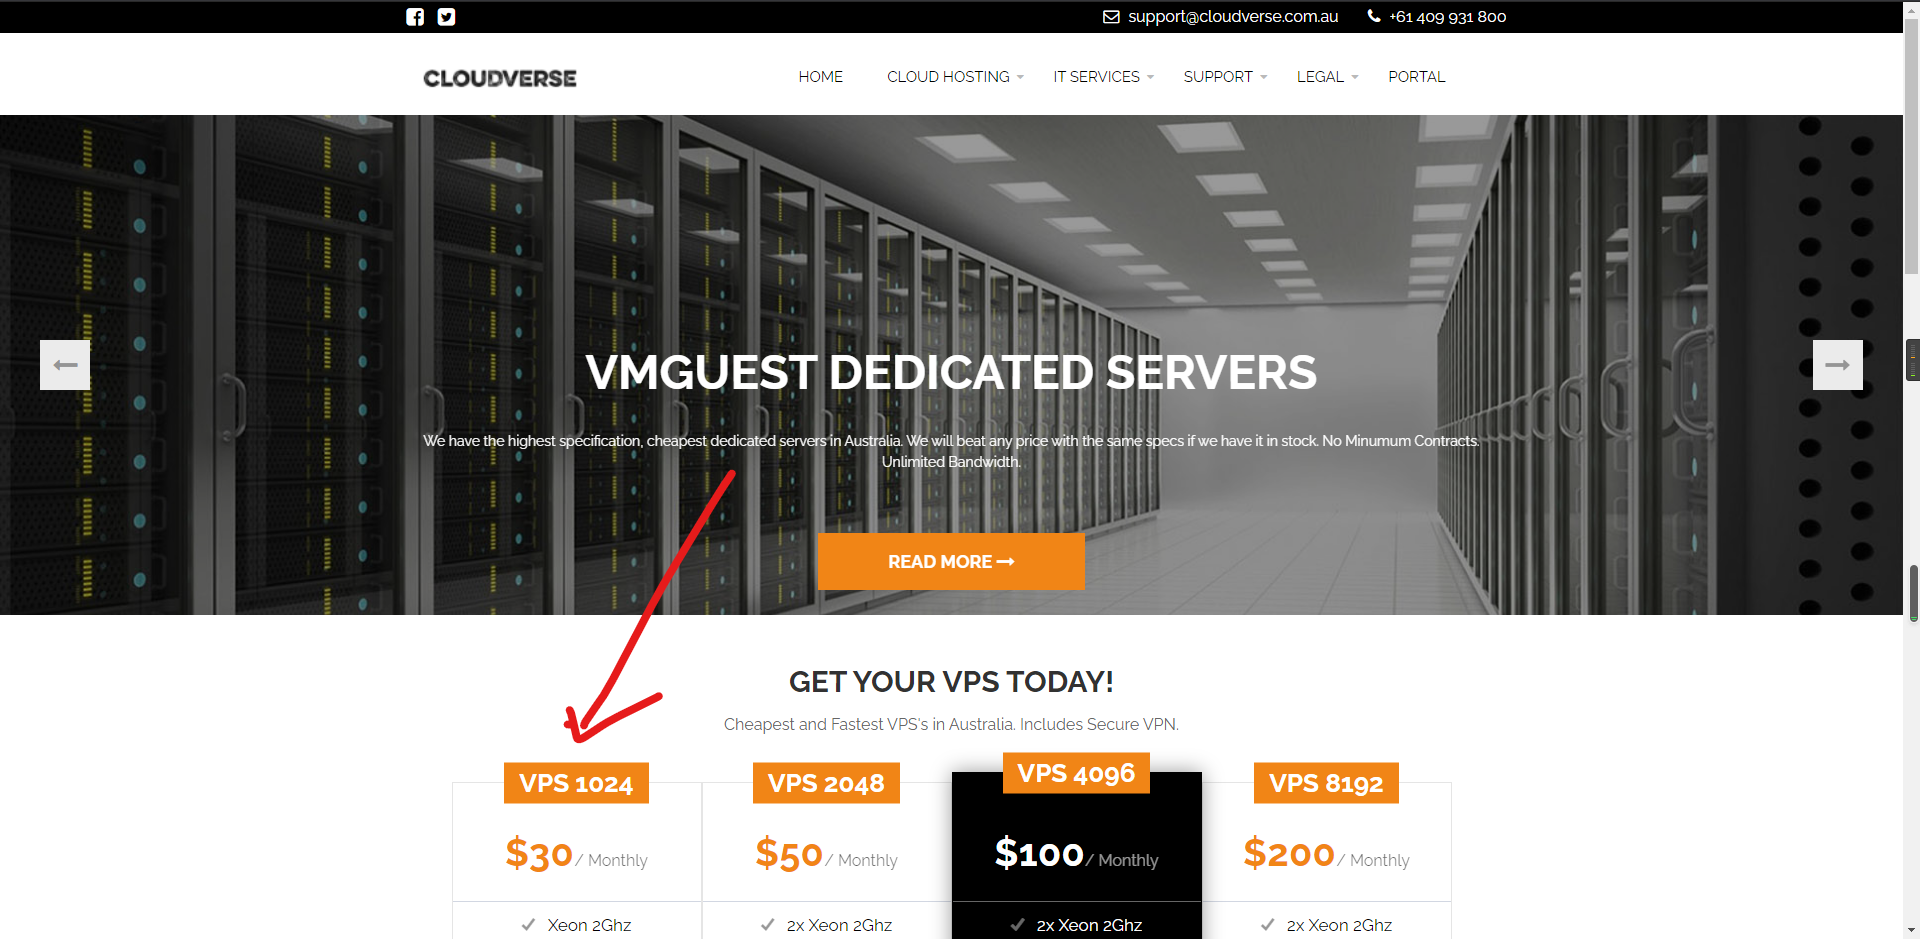 support@cloudverse.com.au +61 409 931 800
CLOUDVERSE HOME CLOUD HOSTING IT SERVICES SUPPORT LEGAL PORTAL
VMGUEST DEDICATED SERVERS
We have the highest specification, cheapest dedicated servers in Australia. We will beat any price with the same specs if we have it in stock. No Minumum Contracts.
Unlimited Bandwidth.
READ MORE
GET YOUR VPS TODAY!
Cheapest and Fastest VPS's in Australia. Includes Secure VPN.
VPS 1024 VPS 2048 VPS 4096 VPS 8192
$30/ Monthly $50/ Monthly $100/ Monthly $200/ Monthly
Xeon 2Ghz 2x Xeon 2Ghz 2x Xeon 2Ghz 2x Xeon 2Ghz